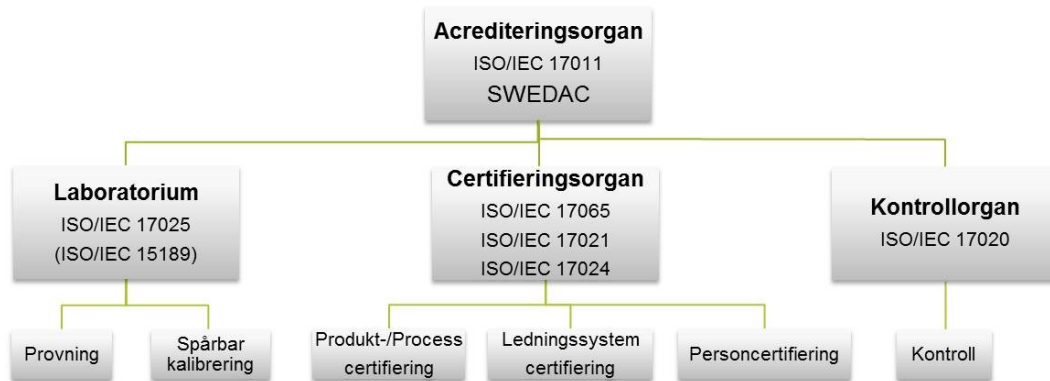 Acrediteringsorgan
ISO/IEC 17011
SWEDAC
Laboratorium
ISO/IEC 17025
(ISO/IEC 15189)
Certifieringsorgan
ISO/IEC 17065
ISO/IEC 17021
ISO/IEC 17024
Kontrollorgan
ISO/IEC 17020
Provning
Spårbar
kalibrering
Produkt-/Process
certifiering
Ledningssystem
certifiering
Personcertifiering
Kontroll